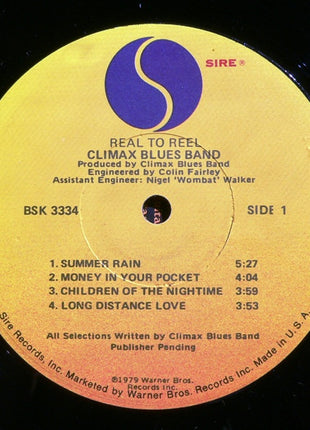 SIRE®
REAL TO REEL
CLIMAX BLUES BAND
Produced by Climax Blues Band
Engineered by Colin Fairley
Assistant Engineer: Nigel 'Wombat' Walker
BSK 3334
SIDE 1
1. SUMMER RAIN 5:27
2. MONEY IN YOUR POCKET 4:04
3. CHILDREN OF THE NIGHTIME 3:59
4. LONG DISTANCE LOVE 3:53
All Selections Written by Climax Blues Band
Publisher Pending
Sire Records, Inc. Marketed by Warner Bros. Records Inc. Made in U.S.A.
©1979 Warner Bros.
Records Inc.